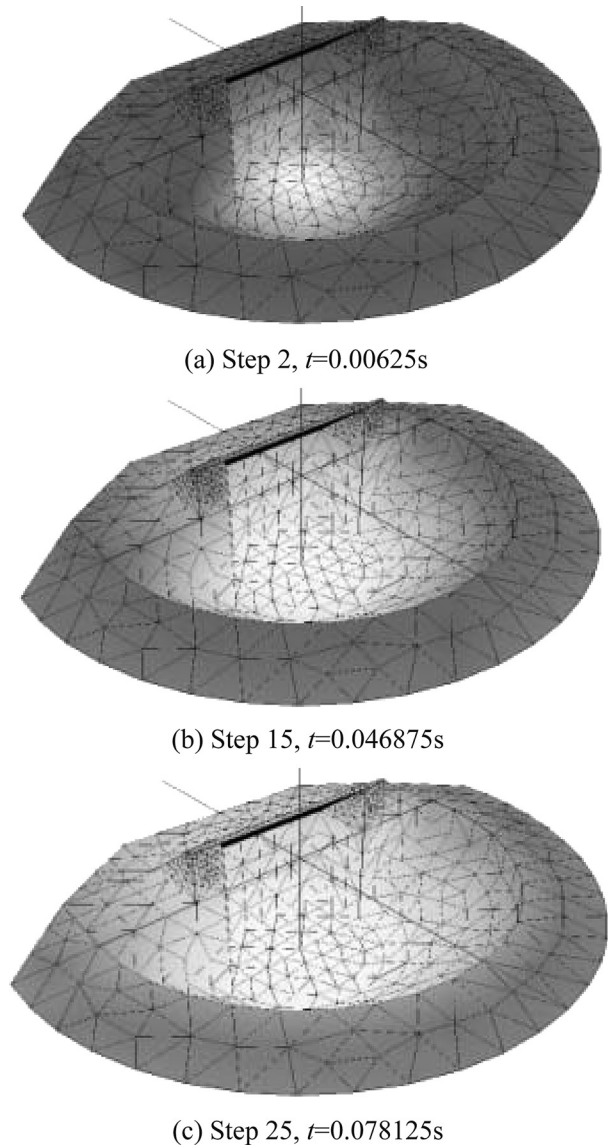 (a) Step 2, t=0.00625s
(b) Step 15, t=0.046875s
(c) Step 25, t=0.078125s